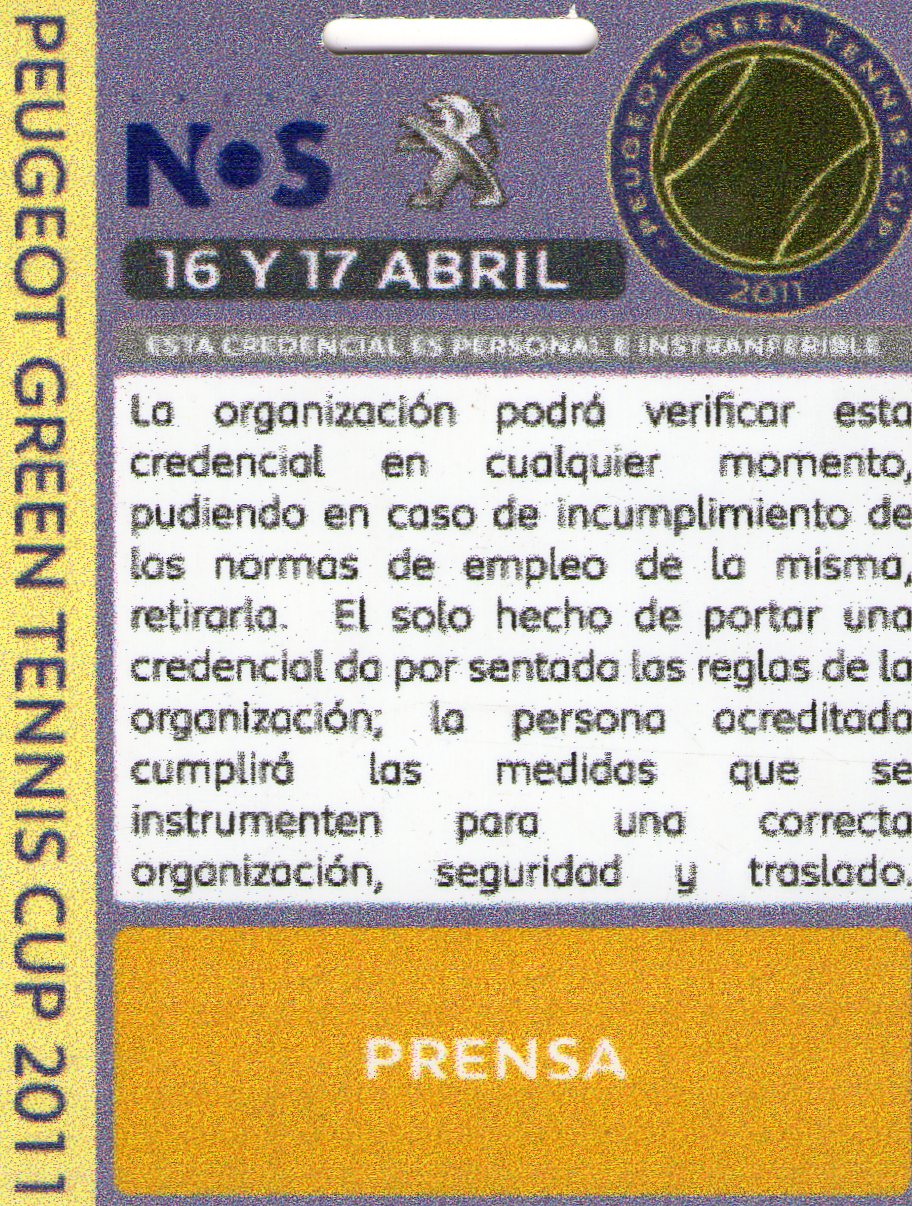 PEUGEOT GREEN TENNIS CUP 2011
N•S
PEUGEOT GREEN TENNIS CUP
2011
16 Y 17 ABRIL
ESTA CREDENCIAL ES PERSONAL E INSTRANFERIBLE
La organización podrá verificar esta
credencial en cualquier momento,
pudiendo en caso de incumplimiento de
las normas de empleo de la misma,
retirarla. El solo hecho de portar una
credencial da por sentada las reglas de la
organización; la persona acreditada
cumplirá las medidas que se
instrumenten para una correcta
organización, seguridad y traslado.
PRENSA